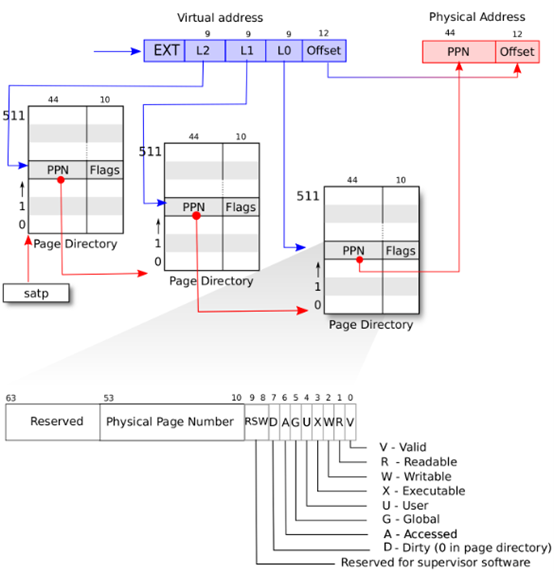 Virtual address
Physical Address
9 9 9 12
EXT L2 L1 L0 Offset
44 12
PPN Offset
44 10
511
PPN Flags
1
0
Page Directory
satp
44 10
511
PPN Flags
1
0
Page Directory
44 10
511
PPN Flags
1
0
Page Directory
63 53 10 9 8 7 6 5 4 3 2 1 0
Reserved Physical Page Number RSW D A G U X W R V
V - Valid
R - Readable
W - Writable
X - Executable
U - User
G - Global
A - Accessed
D - Dirty (0 in page directory)
Reserved for supervisor software